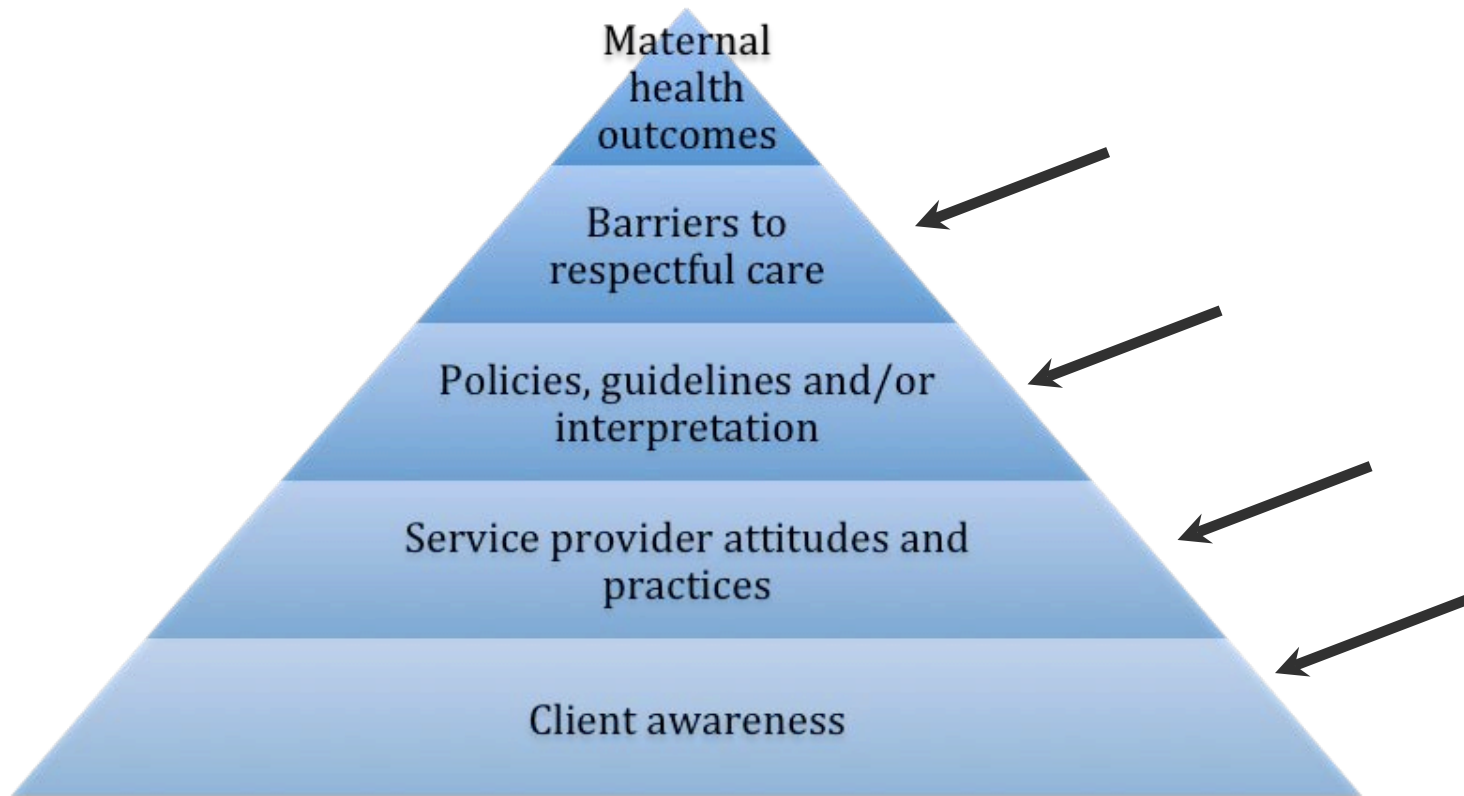 Maternal
health
outcomes
Barriers to
respectful care
Policies, guidelines and/or
interpretation
Service provider attitudes and
practices
Client awareness